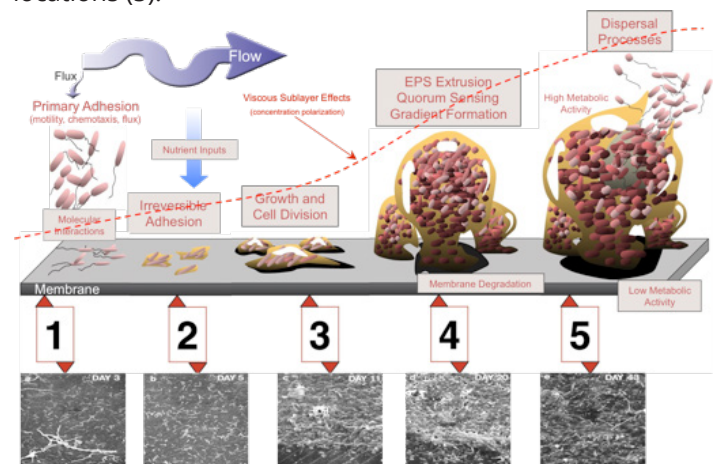 locations (5).
Dispersal
Processes
Flow
Flux
EPS Extrusion
Quorum Sensing
Gradient Formation
Viscous Sublayer Effects
(concentration polarization)
High Metabolic
Activity
Primary Adhesion
(motility, chemotaxis, flux)
Nutrient Inputs
Irreversible
Adhesion
Growth and
Cell Division
Molecular
Interactions
Membrane Degradation
Membrane
Low Metabolic
Activity
1
2
3
4
5
a DAY 3
b DAY 5
c DAY 11
d DAY 20
e DAY 43